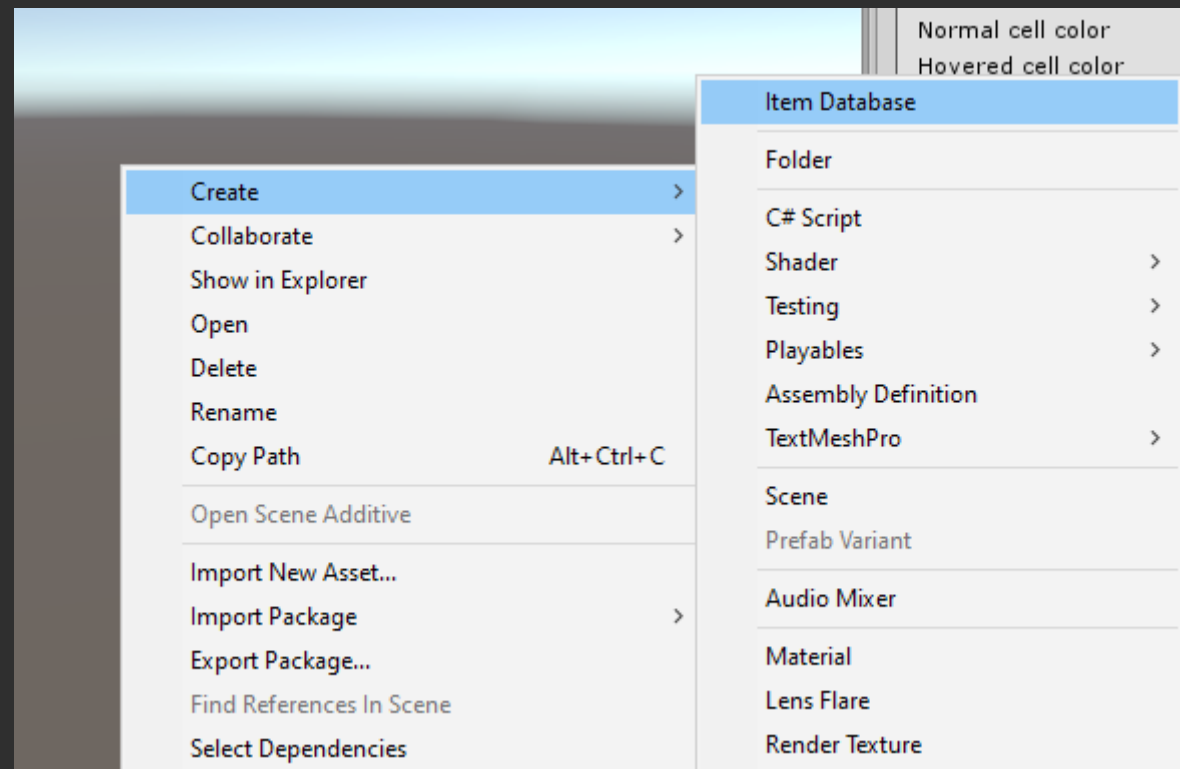 Normal cell color
Hovered cell color
Item Database
Folder
C# Script
Shader
Testing
Playables
Assembly Definition
TextMeshPro
Scene
Prefab Variant
Audio Mixer
Material
Lens Flare
Render Texture
Create
Collaborate
Show in Explorer
Open
Delete
Rename
Copy Path Alt+Ctrl+C
Open Scene Additive
Import New Asset...
Import Package
Export Package...
Find References In Scene
Select Dependencies